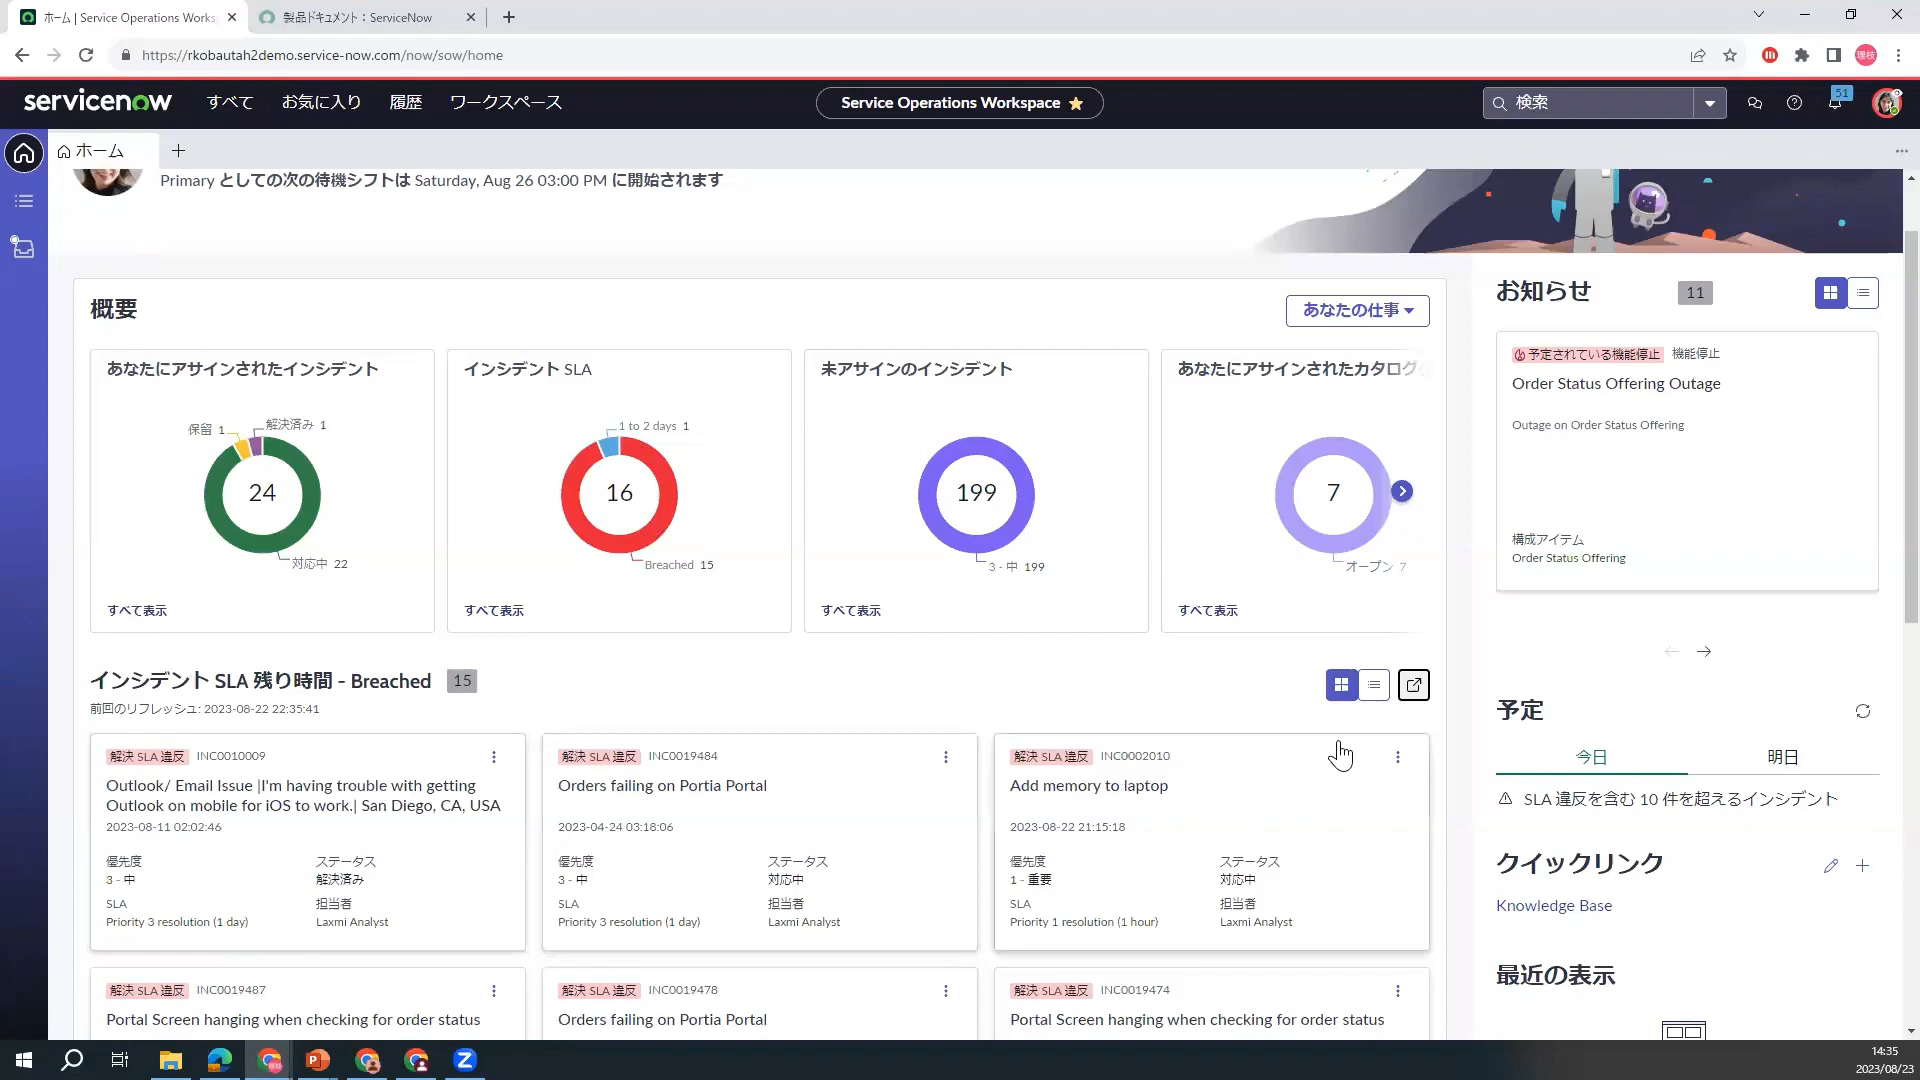 ホーム | Service Operations Works
製品ドキュメント：ServiceNow
https://rkobautah2demo.service-now.com/now/sow/home
servicenow
すべて
お気に入り
履歴
ワークスペース
Service Operations Workspace
検索
51
ホーム
Primary としての次の待機シフトは Saturday, Aug 26 03:00 PM に開始されます
概要
あなたの仕事
あなたにアサインされたインシデント
保留 1
解決済み 1
24
対応中 22
すべて表示
インシデント SLA
1 to 2 days 1
16
Breached 15
すべて表示
未アサインのインシデント
199
3 - 中 199
すべて表示
あなたにアサインされたカタログ
7
オープン 7
すべて表示
インシデント SLA 残り時間 - Breached 15
前回のリフレッシュ: 2023-08-22 22:35:41
解決 SLA 違反 INC0010009
Outlook/ Email Issue |I'm having trouble with getting
Outlook on mobile for iOS to work.| San Diego, CA, USA
2023-08-11 02:02:46
優先度 ステータス
3 - 中 解決済み
SLA 担当者
Priority 3 resolution (1 day) Laxmi Analyst
解決 SLA 違反 INC0019484
Orders failing on Portia Portal
2023-04-24 03:18:06
優先度 ステータス
3 - 中 対応中
SLA 担当者
Priority 3 resolution (1 day) Laxmi Analyst
解決 SLA 違反 INC0002010
Add memory to laptop
2023-08-22 21:15:18
優先度 ステータス
1 - 重要 対応中
SLA 担当者
Priority 1 resolution (1 hour) Laxmi Analyst
解決 SLA 違反 INC0019487
Portal Screen hanging when checking for order status
解決 SLA 違反 INC0019478
Orders failing on Portia Portal
解決 SLA 違反 INC0019474
Portal Screen hanging when checking for order status
お知らせ 11
予定されている機能停止 機能停止
Order Status Offering Outage
Outage on Order Status Offering
構成アイテム
Order Status Offering
予定
今日 明日
SLA 違反を含む 10 件を超えるインシデント
クイックリンク
Knowledge Base
最近の表示
14:35
2023/08/23